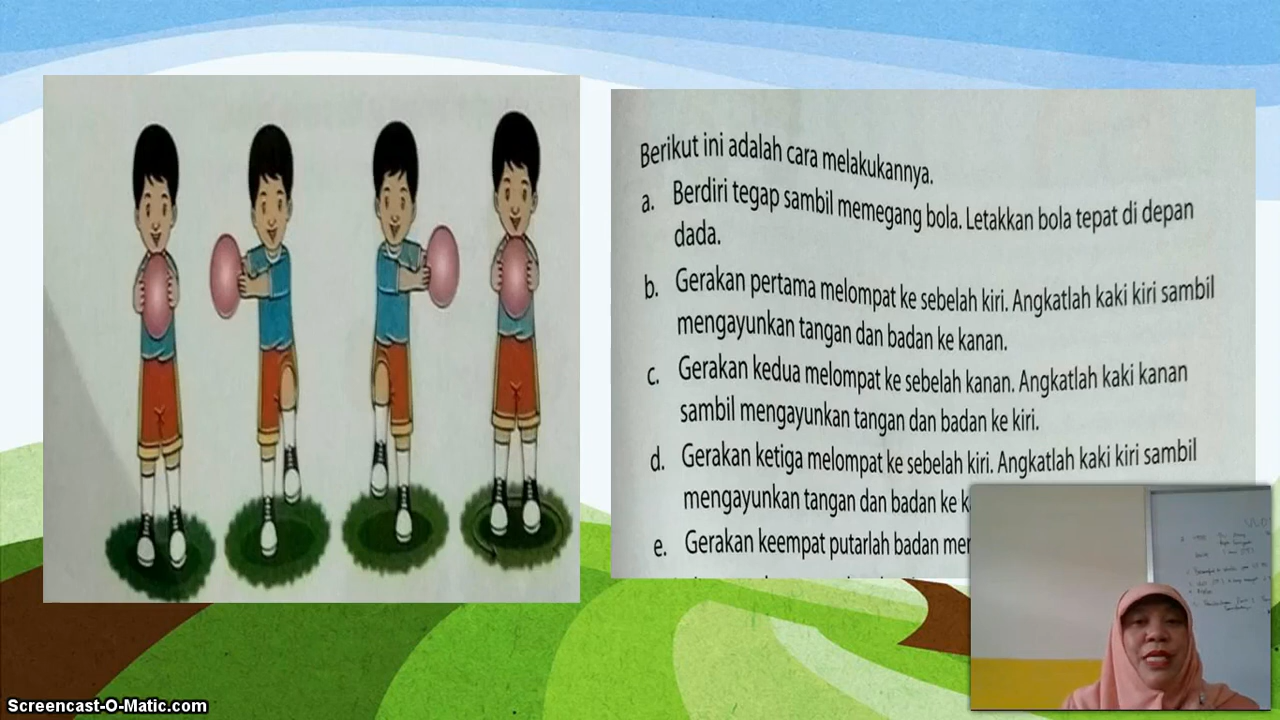 Berikut ini adalah cara melakukannya.
a. Berdiri tegap sambil memegang bola. Letakkan bola tepat di depan
dada.
b. Gerakan pertama melompat ke sebelah kiri. Angkatlah kaki kiri sambil
mengayunkan tangan dan badan ke kanan.
c. Gerakan kedua melompat ke sebelah kanan. Angkatlah kaki kanan
sambil mengayunkan tangan dan badan ke kiri.
d. Gerakan ketiga melompat ke sebelah kiri. Angkatlah kaki kiri sambil
mengayunkan tangan dan badan ke
e. Gerakan keempat putarlah badan
Screencast-O-Matic.com